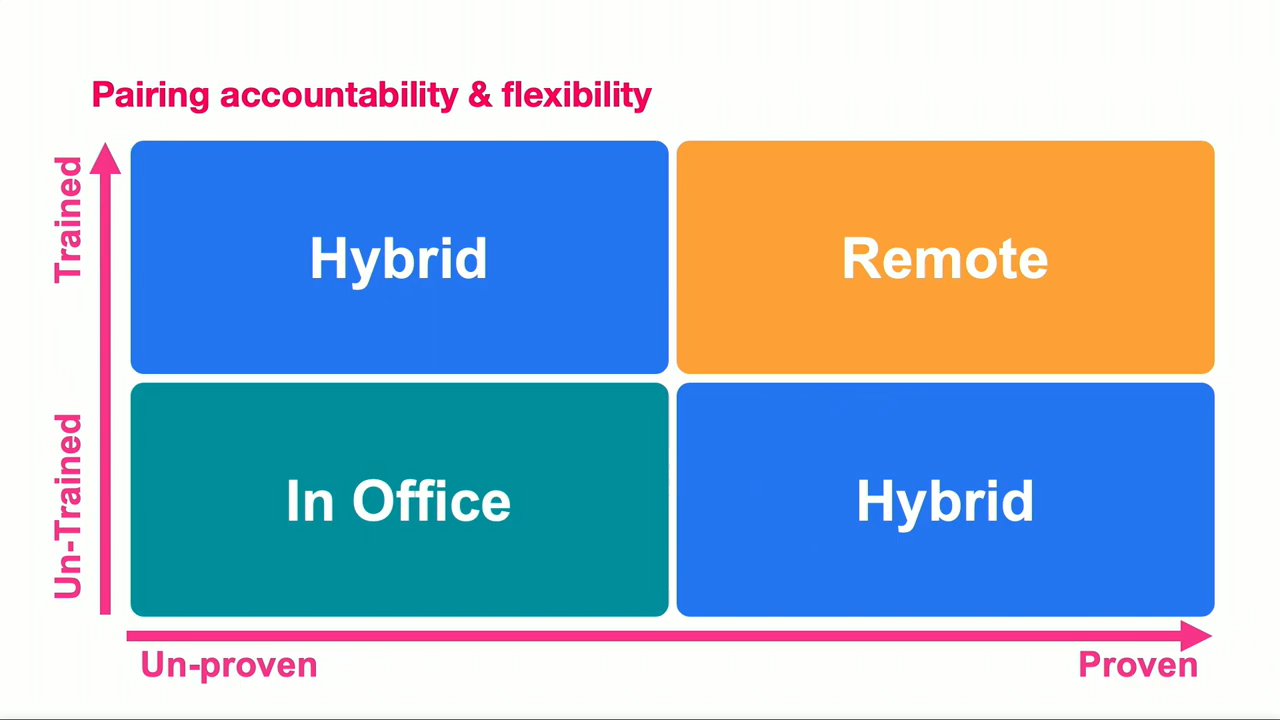 Pairing accountability & flexibility
Trained
Hybrid
Remote
Un-Trained
In Office
Hybrid
Un-proven
Proven